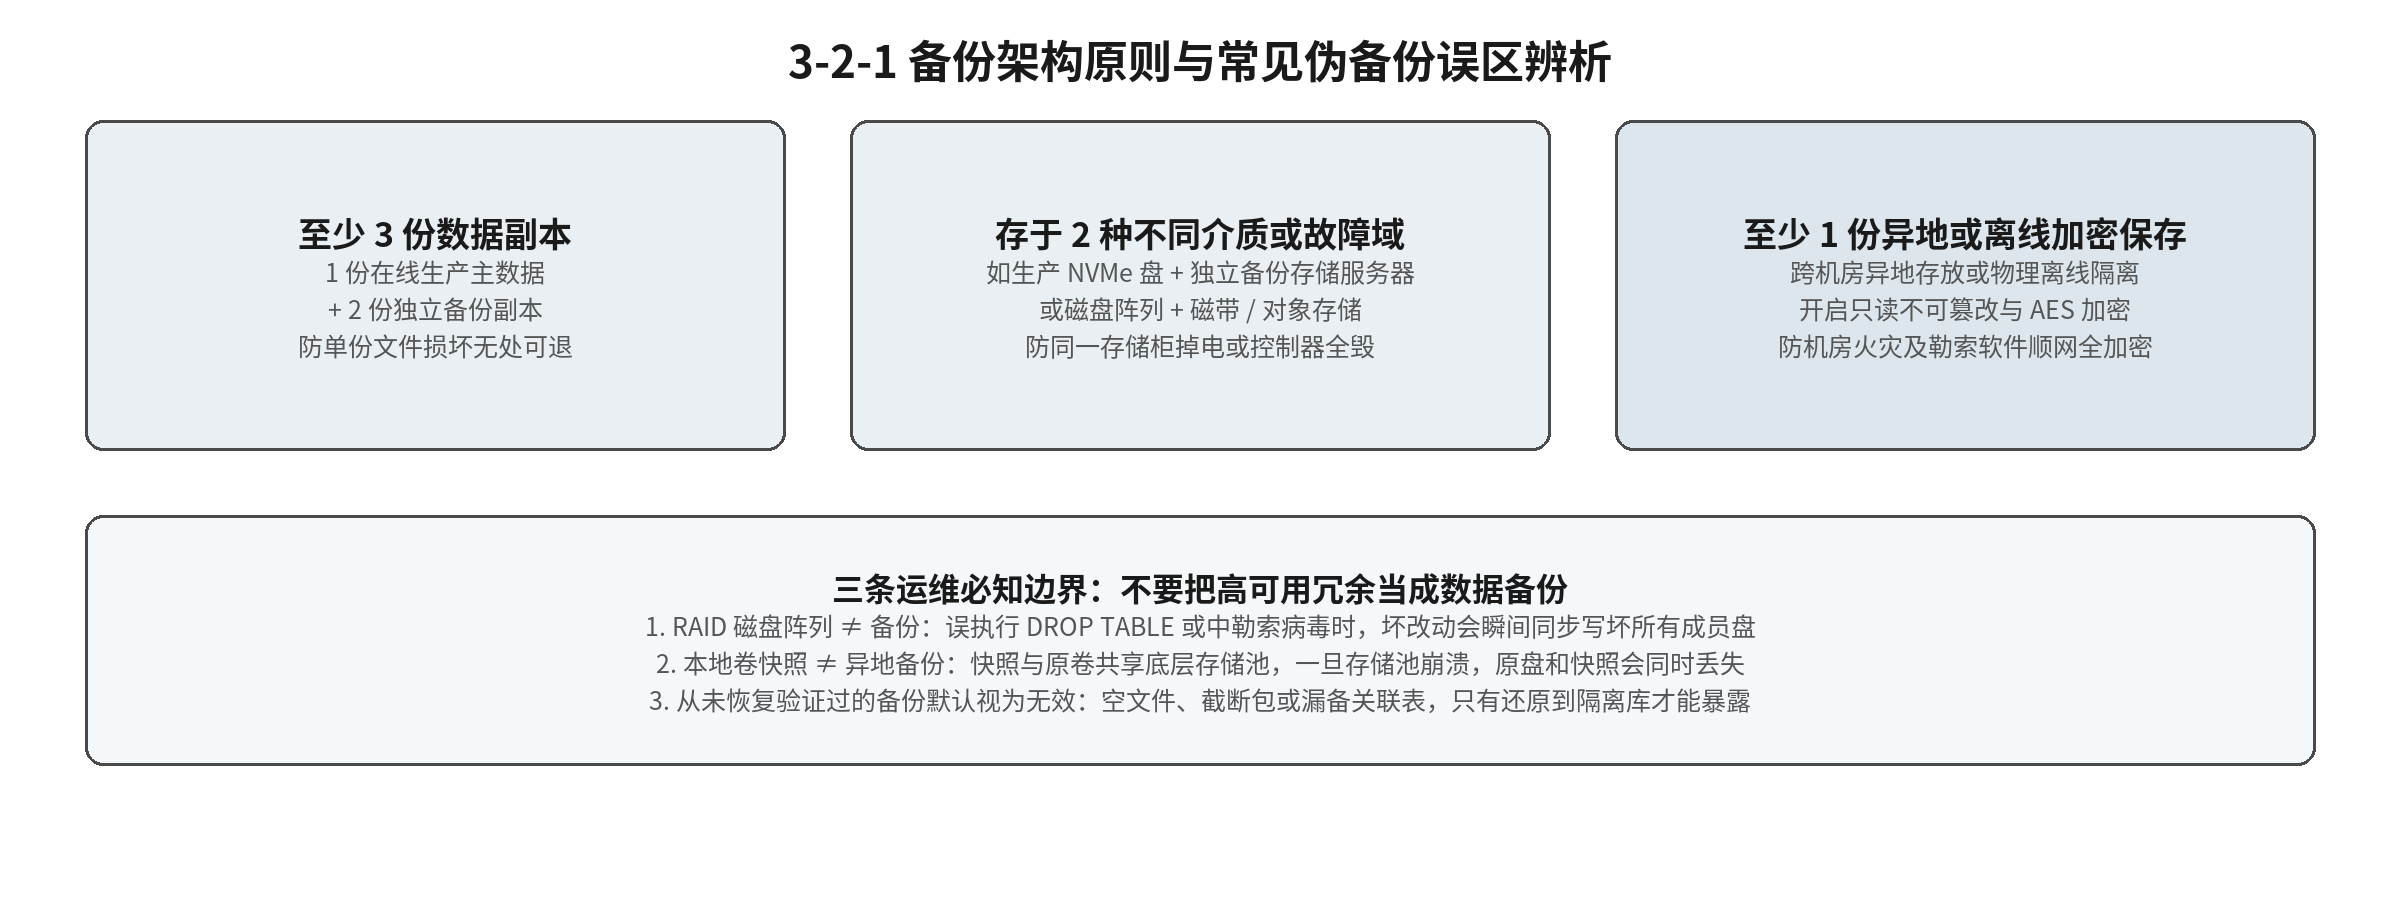 3-2-1 备份架构原则与常见伪备份误区辨析
至少 3 份数据副本
1 份在线生产主数据
+ 2 份独立备份副本
防单份文件损坏无处可退
存于 2 种不同介质或故障域
如生产 NVMe 盘 + 独立备份存储服务器
或磁盘阵列 + 磁带 / 对象存储
防同一存储柜掉电或控制器全毁
至少 1 份异地或离线加密保存
跨机房异地存放或物理离线隔离
开启只读不可篡改与 AES 加密
防机房火灾及勒索软件顺网全加密
三条运维必知边界：不要把高可用冗余当成数据备份
1. RAID 磁盘阵列 ≠ 备份：误执行 DROP TABLE 或中勒索病毒时，坏改动会瞬间同步写坏所有成员盘
2. 本地卷快照 ≠ 异地备份：快照与原卷共享底层存储池，一旦存储池崩溃，原盘和快照会同时丢失
3. 从未恢复验证过的备份默认视为无效：空文件、截断包或漏备关联表，只有还原到隔离库才能暴露